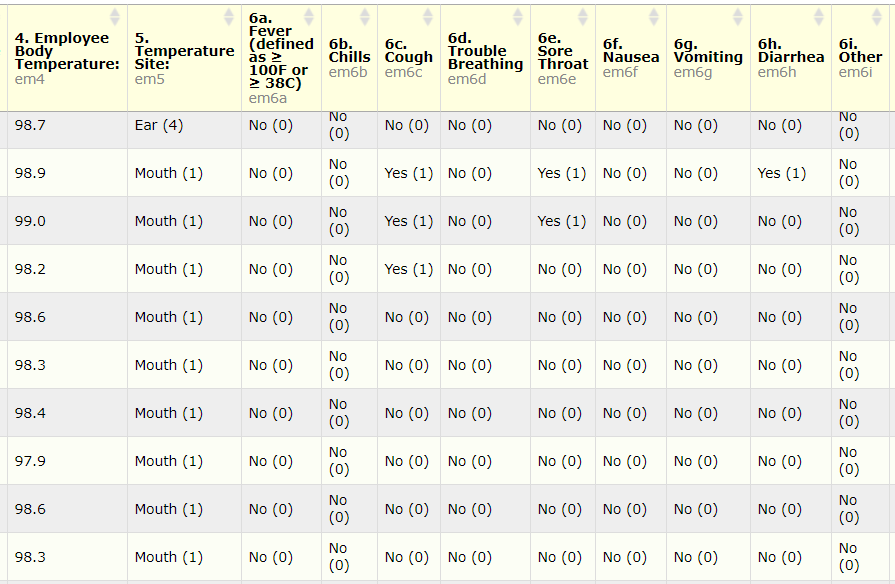 4. Employee Body Temperature: em4 5. Temperature Site: em5 6a. Fever (defined as ≥ 100F or ≥ 38C) em6a 6b. Chills em6b 6c. Cough em6c 6d. Trouble Breathing em6d 6e. Sore Throat em6e 6f. Nausea em6f 6g. Vomiting em6g 6h. Diarrhea em6h 6i. Other em6i
98.7 Ear (4) No (0) No (0) No (0) No (0) No (0) No (0) No (0) No (0) No (0)
98.9 Mouth (1) No (0) No (0) Yes (1) No (0) Yes (1) No (0) No (0) Yes (1) No (0)
99.0 Mouth (1) No (0) No (0) Yes (1) No (0) Yes (1) No (0) No (0) No (0) No (0)
98.2 Mouth (1) No (0) No (0) Yes (1) No (0) No (0) No (0) No (0) No (0) No (0)
98.6 Mouth (1) No (0) No (0) No (0) No (0) No (0) No (0) No (0) No (0) No (0)
98.3 Mouth (1) No (0) No (0) No (0) No (0) No (0) No (0) No (0) No (0) No (0)
98.4 Mouth (1) No (0) No (0) No (0) No (0) No (0) No (0) No (0) No (0) No (0)
97.9 Mouth (1) No (0) No (0) No (0) No (0) No (0) No (0) No (0) No (0) No (0)
98.6 Mouth (1) No (0) No (0) No (0) No (0) No (0) No (0) No (0) No (0) No (0)
98.3 Mouth (1) No (0) No (0) No (0) No (0) No (0) No (0) No (0) No (0) No (0)